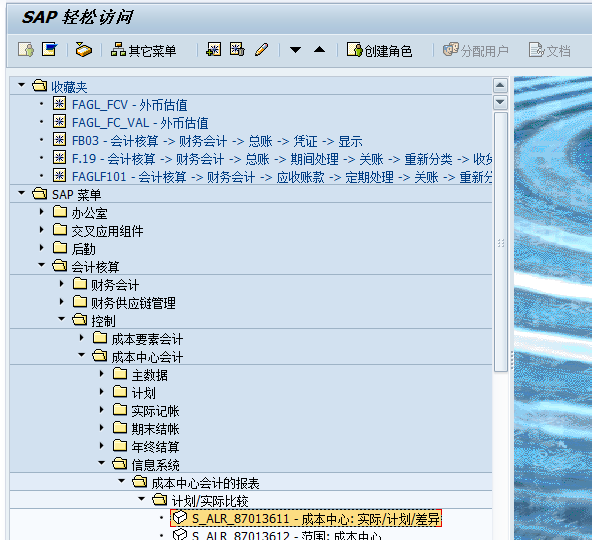 SAP 轻松访问
其它菜单 创建角色 分配用户 文档
收藏夹
FAGL_FCV - 外币估值
FAGL_FC_VAL - 外币估值
FB03 - 会计核算 -> 财务会计 -> 总账 -> 凭证 -> 显示
F.19 - 会计核算 -> 财务会计 -> 总账 -> 期间处理 -> 关账 -> 重新分类 -> 收
FAGLF101 - 会计核算 -> 财务会计 -> 应收账款 -> 定期处理 -> 关账 -> 重新
SAP 菜单
办公室
交叉应用组件
后勤
会计核算
财务会计
财务供应链管理
控制
成本要素会计
成本中心会计
主数据
计划
实际记帐
期末结帐
年终结算
信息系统
成本中心会计的报表
计划/实际比较
S_ALR_87013611 - 成本中心: 实际/计划/差异
S_ALR_87013612 - 范围: 成本中心